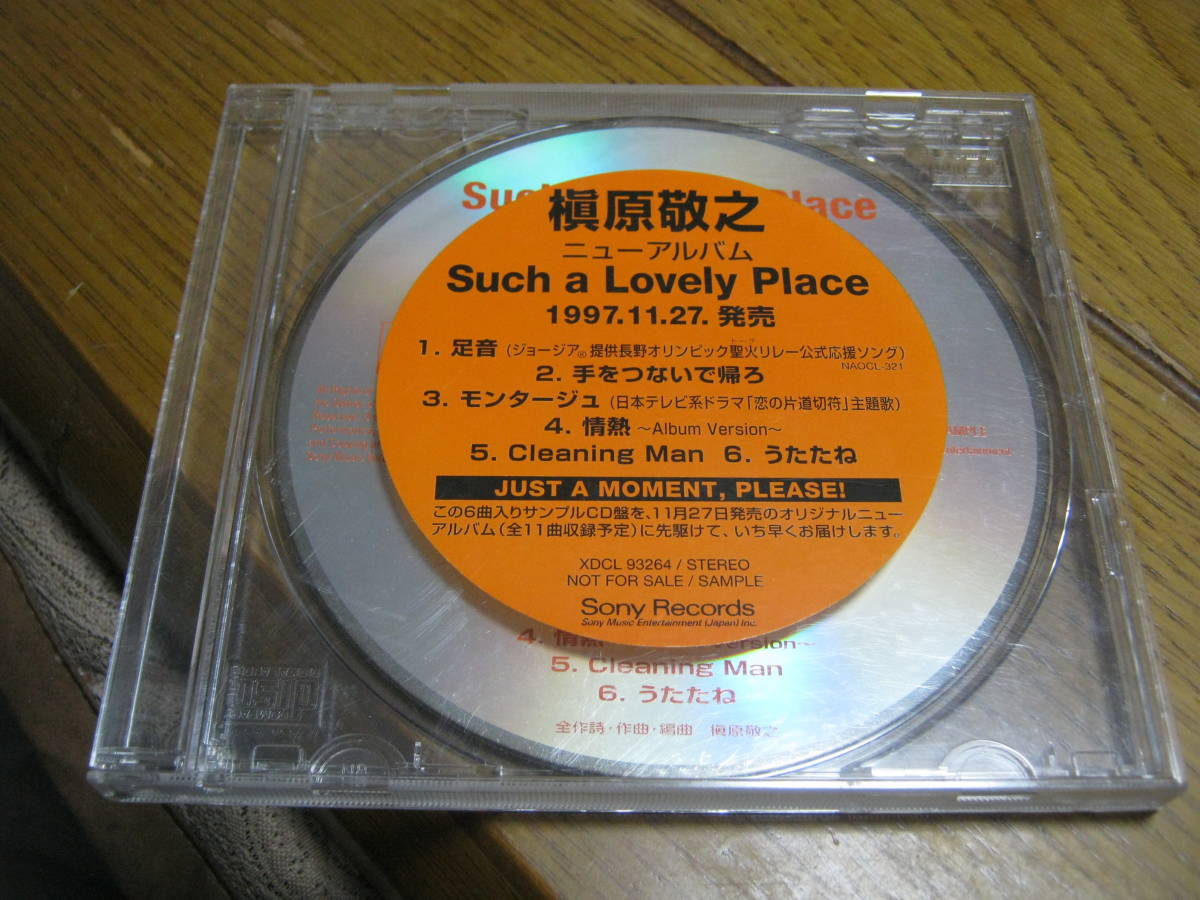 Suc
Place
槇原敬之
ニューアルバム
Such a Lovely Place
1997.11.27. 発売
トーチ
1. 足音 (ジョージア® 提供長野オリンピック聖火リレー公式応援ソング)
NAOCL-321
2. 手をつないで帰ろ
3. モンタージュ (日本テレビ系ドラマ「恋の片道切符」主題歌)
4. 情熱 ～Album Version～
5. Cleaning Man 6. うたたね
JUST A MOMENT, PLEASE!
この6曲入りサンプルCD盤を、11月27日発売のオリジナルニュー
アルバム(全11曲収録予定)に先駆けて、いち早くお届けします。
XDCL 93264 / STEREO
NOT FOR SALE / SAMPLE
Sony Records
Sony Music Entertainment (Japan) Inc.
4. 情熱 Version～
5. Cleaning Man
6. うたたね
全作詩・作曲・編曲 槇原敬之